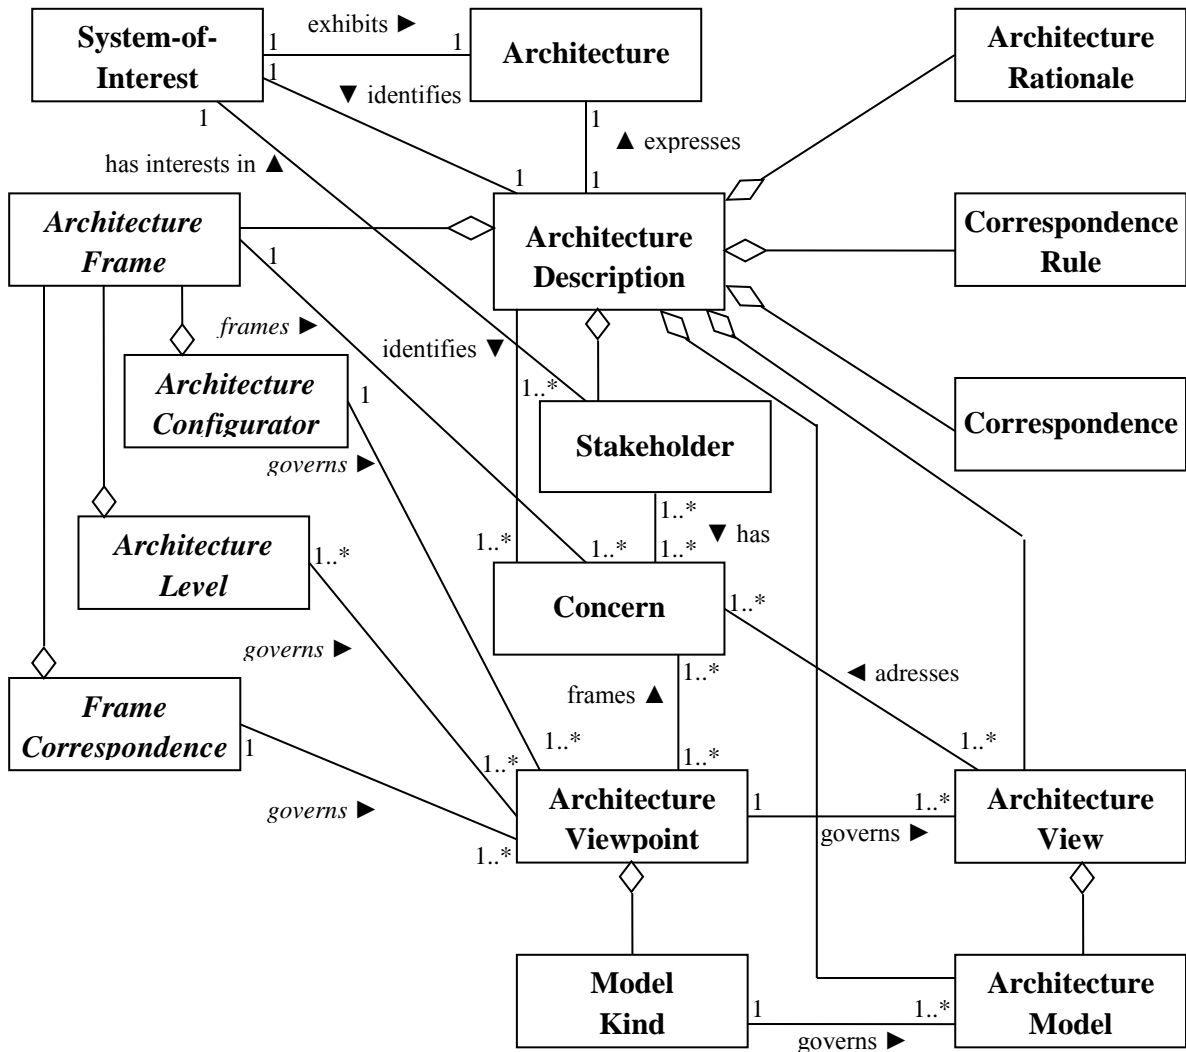 System-of-
Interest
1
exhibits ►
1
Architecture
Architecture
Rationale
1
▼ identifies
1
1
▲ expresses
has interests in ▲
1
1
Architecture
Frame
1
Architecture
Description
Correspondence
Rule
frames ►
identifies ▼
Architecture
Configurator
1
1..*
Correspondence
Stakeholder
governs ►
1..*
▼ has
1..*
1..*
1..*
Architecture
Level
1..*
Concern
1..*
governs ►
◄ adresses
frames ▲
1..*
Frame
Correspondence
1
1..*
1..*
1..*
1..*
governs ►
1..*
Architecture
Viewpoint
1
1..*
governs ►
Architecture
View
Model
Kind
1
1..*
governs ►
Architecture
Model